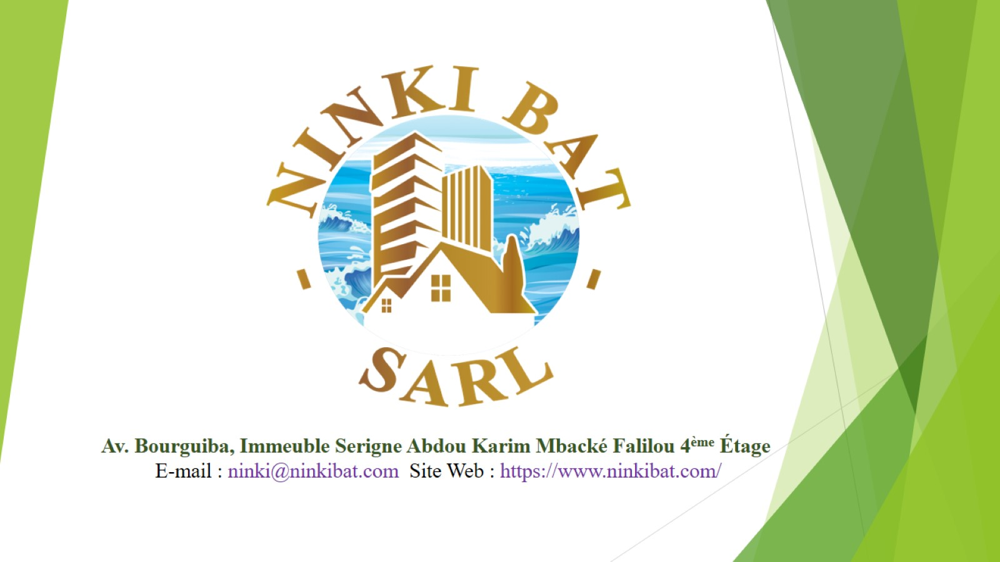 NINKI BAT
- -
SARL
Av. Bourguiba, Immeuble Serigne Abdou Karim Mbacké Falilou 4ème Étage
E-mail : ninki@ninkibat.com Site Web : https://www.ninkibat.com/